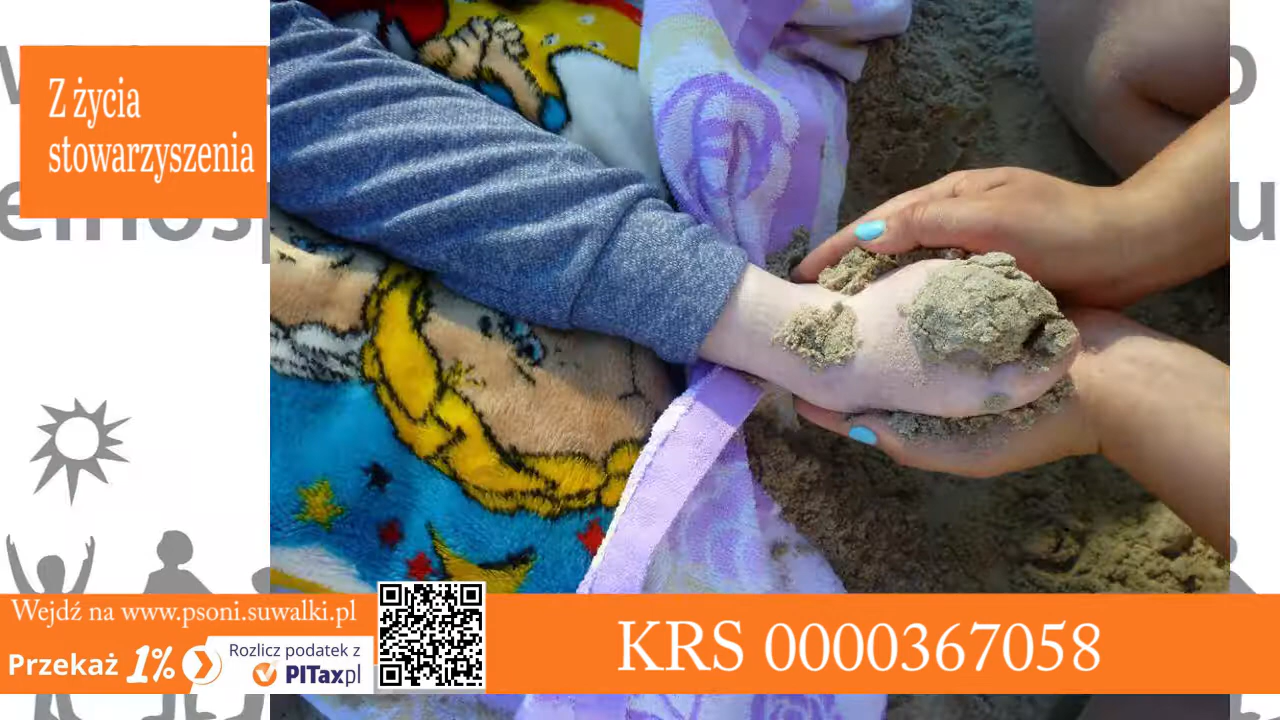 Z życia
stowarzyszenia
Wejdź na www.psoni.suwalki.pl
Przekaż 1%
Rozlicz podatek z
PITax.pl
KRS 0000367058